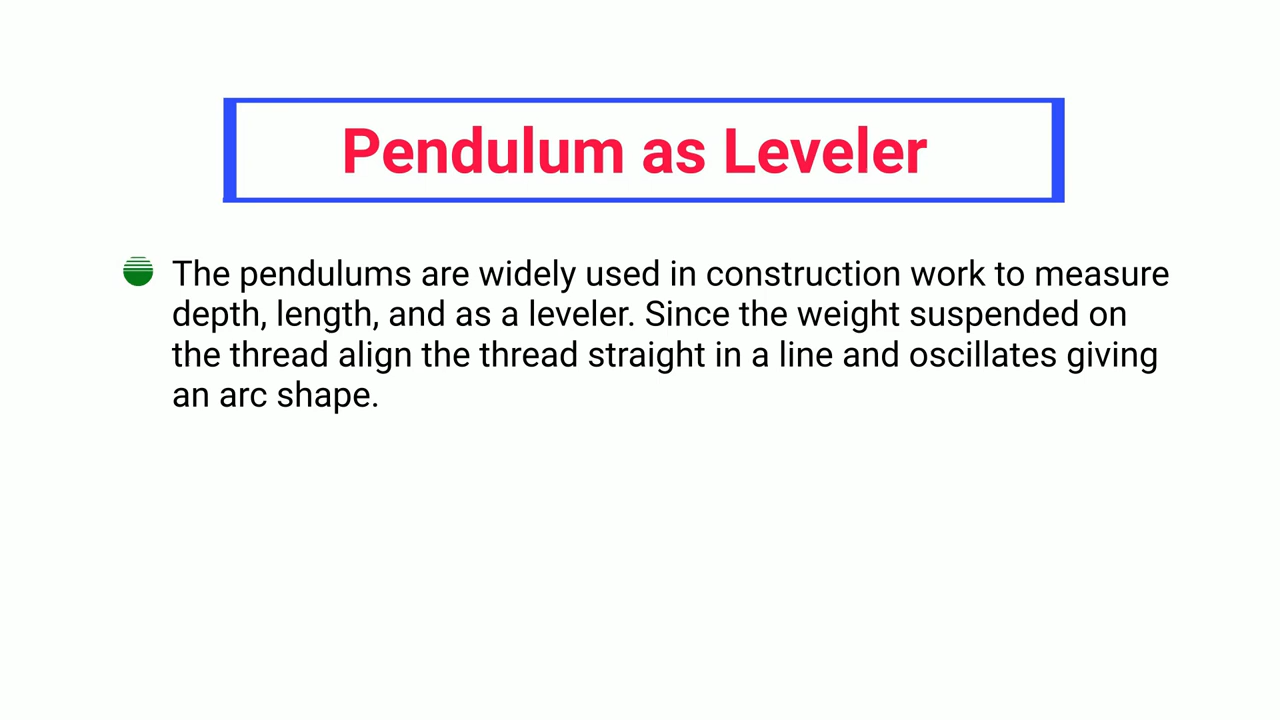 Pendulum as Leveler
The pendulums are widely used in construction work to measure
depth, length, and as a leveler. Since the weight suspended on
the thread align the thread straight in a line and oscillates giving
an arc shape.